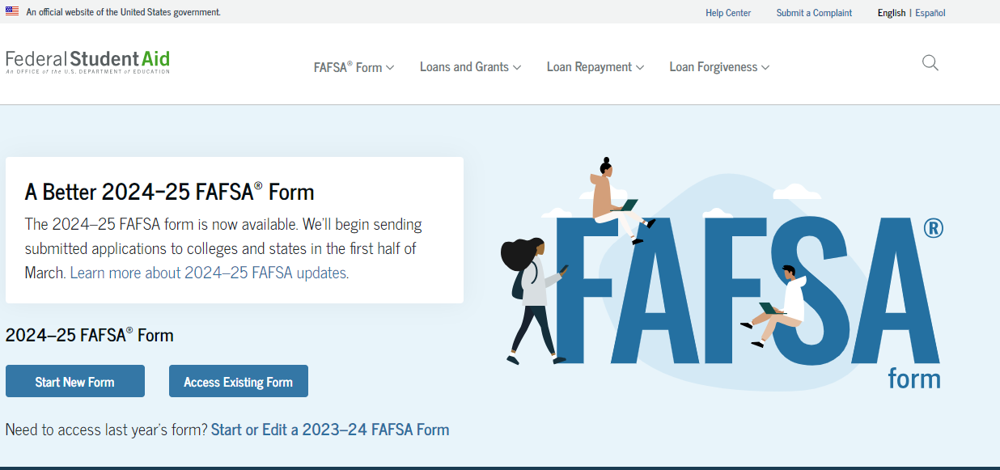 An official website of the United States government.
Help Center Submit a Complaint English | Español
Federal Student Aid
An OFFICE of the U.S. DEPARTMENT of EDUCATION
FAFSA® Form Loans and Grants Loan Repayment Loan Forgiveness
A Better 2024–25 FAFSA® Form
The 2024–25 FAFSA form is now available. We'll begin sending
submitted applications to colleges and states in the first half of
March. Learn more about 2024–25 FAFSA updates.
FAFSA®
form
2024–25 FAFSA® Form
Start New Form Access Existing Form
Need to access last year's form? Start or Edit a 2023–24 FAFSA Form